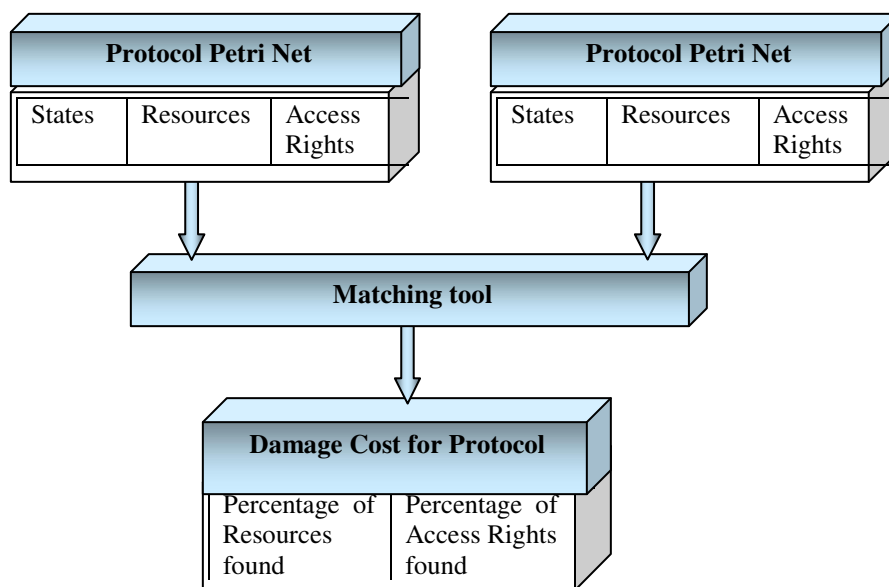 Protocol Petri Net
Protocol Petri Net
States Resources Access
Rights
States Resources Access
Rights
Matching tool
Damage Cost for Protocol
Percentage of
Resources
found
Percentage of
Access Rights
found